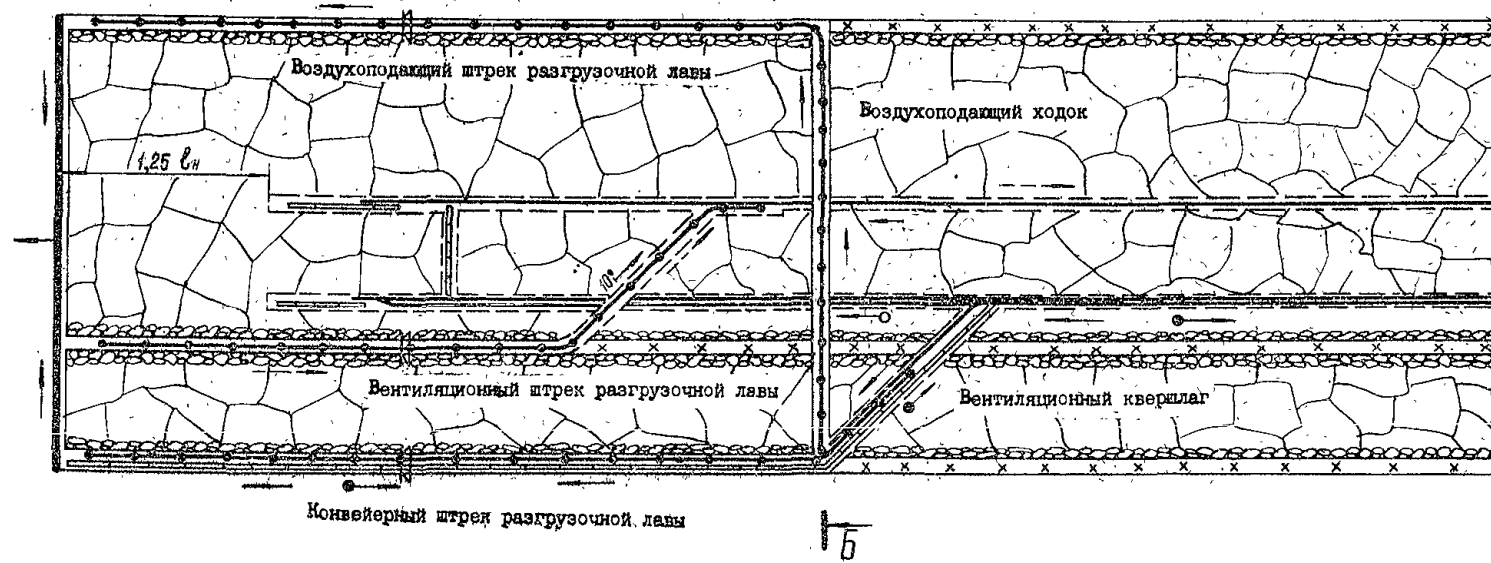 Воздухоподающий штрек разгрузочной лавы
Воздухоподающий ходок
1,25 ℓн
10°
Вентиляционный штрек разгрузочной лавы
Вентиляционный квершлаг
Конвейерный штрек разгрузочной лавы
Б